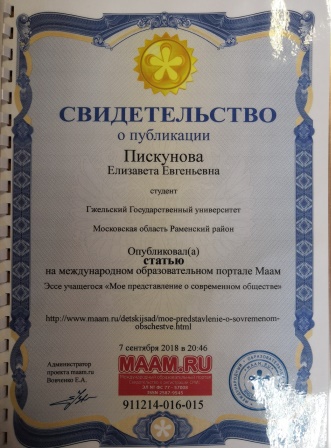 СВИДЕТЕЛЬСТВО
о публикации
Пискунова
Елизавета Евгеньевна
студент
Гжельский Государственный университет
Московская область Раменский район
Опубликовал(а)
статью
на международном образовательном портале Маам
Эссе учащегося «Мое представление о современном обществе»
http://www.maam.ru/detskijsad/moe-predstavlenie-o-sovremenom-
obschestve.html
7 сентября 2018 в 20:46
Администратор
проекта maam.ru
Вовченко Е.А.
MAAM.RU
911214-016-015